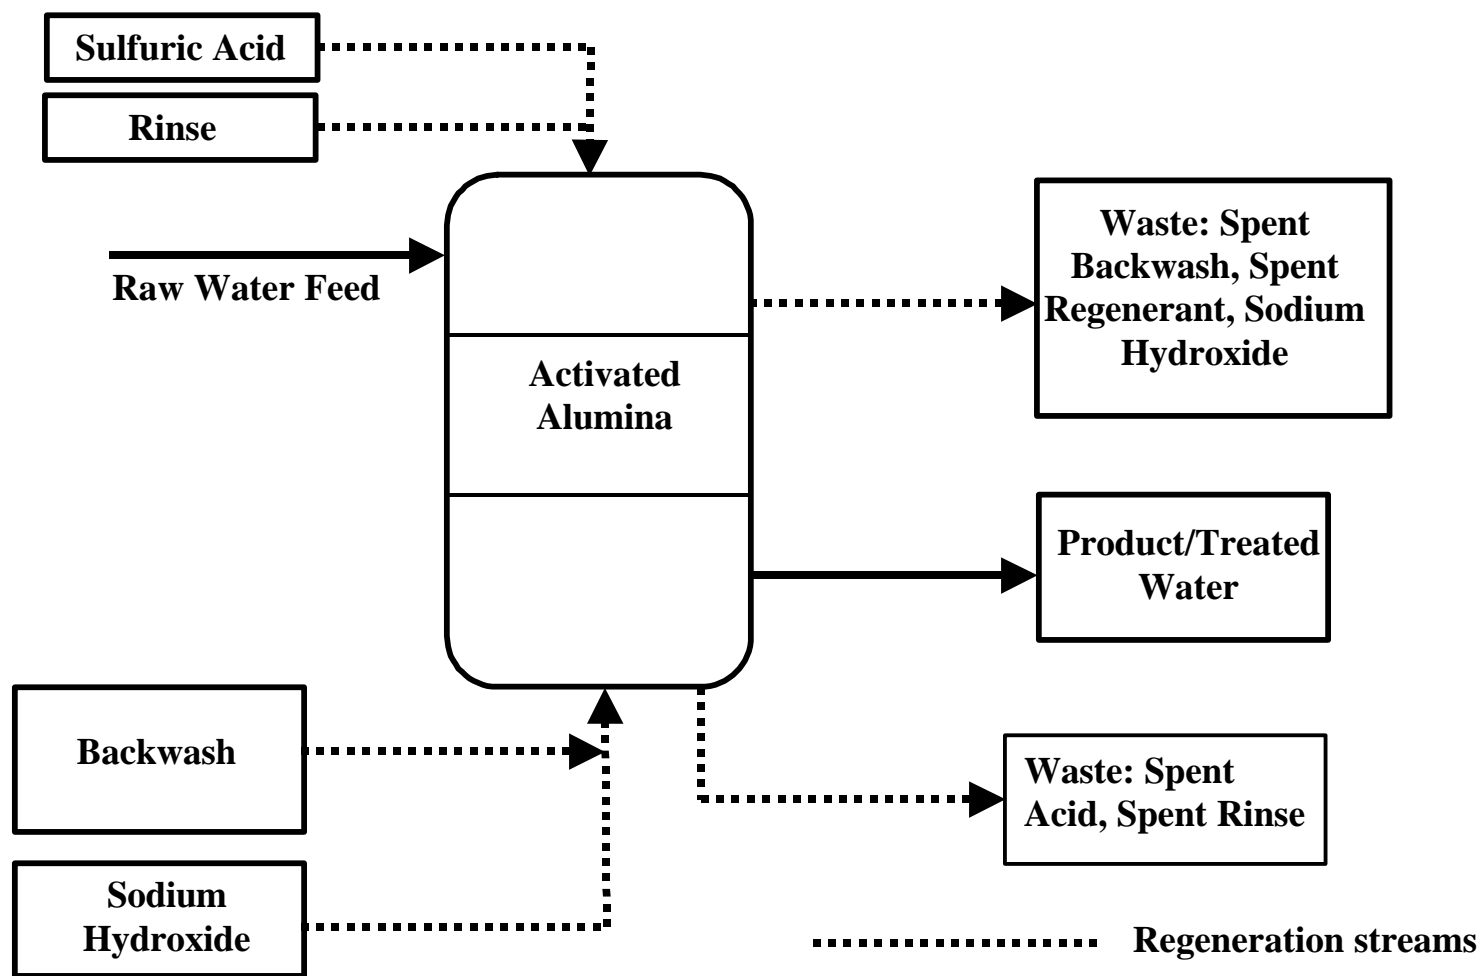 Sulfuric Acid
Rinse
Raw Water Feed
Activated
Alumina
Waste: Spent
Backwash, Spent
Regenerant, Sodium
Hydroxide
Product/Treated
Water
Backwash
Waste: Spent
Acid, Spent Rinse
Sodium
Hydroxide
Regeneration streams